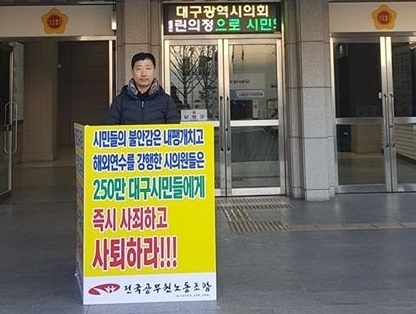 대구광역시의회
열린의정으로 시민의
시민들의 불안감은 내팽개치고
해외연수를 강행한 시의원들은
250만 대구시민들에게
즉시 사죄하고
사퇴하라!!!
전국공무원노동조합